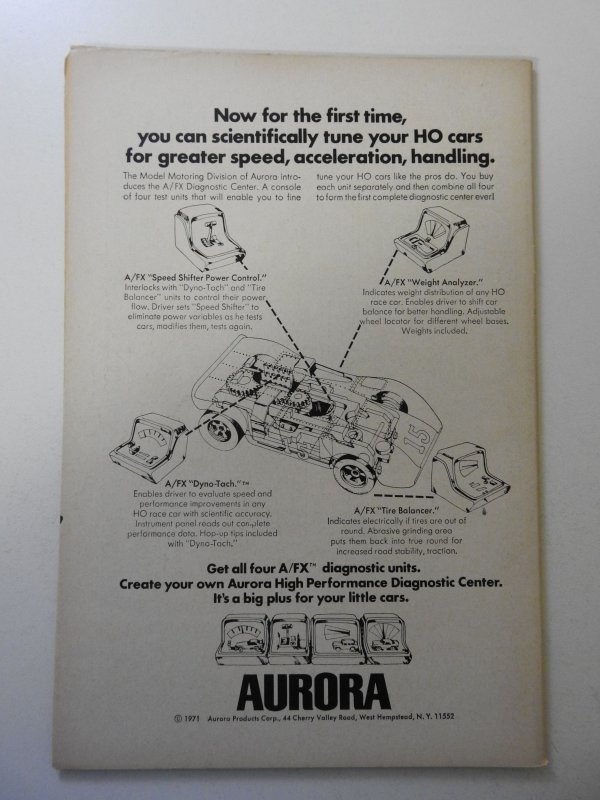 Now for the first time,
you can scientifically tune your HO cars
for greater speed, acceleration, handling.
The Model Motoring Division of Aurora intro-
duces the A/FX Diagnostic Center. A console
of four test units that will enable you to fine
tune your HO cars like the pros do. You buy
each unit separately and then combine all four
to form the first complete diagnostic center ever!
A/FX "Speed Shifter Power Control."
Interlocks with "Dyno-Tach" and "Tire
Balancer" units to control their power
flow. Driver sets "Speed Shifter" to
eliminate power variables as he tests
cars, modifies them, tests again.
A/FX "Weight Analyzer."
Indicates weight distribution of any HO
race car. Enables driver to shift car
balance for better handling. Adjustable
wheel locator for different wheel bases.
Weights included.
15
A/FX "Dyno-Tach."™
Enables driver to evaluate speed and
performance improvements in any
HO race car with scientific accuracy.
Instrument panel reads out complete
performance data. Hop-up tips included
with "Dyno-Tach."
A/FX "Tire Balancer."
Indicates electrically if tires are out of
round. Abrasive grinding area
puts them back into true round for
increased road stability, traction.
Get all four A/FX™ diagnostic units.
Create your own Aurora High Performance Diagnostic Center.
It's a big plus for your little cars.
AURORA
© 1971 Aurora Products Corp., 44 Cherry Valley Road, West Hempstead, N. Y. 11552